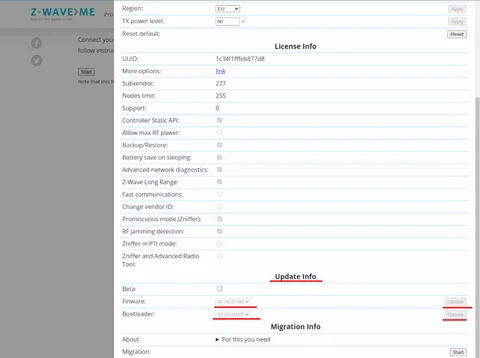 Z-WAVE>ME
Region: EU Apply
TX power level: 50 Apply
Reset default: Reset
License Info
UUID: 1c34f1fffeb877d8
More options: link
Subvendor: 277
Nodes limit: 255
Support: 0
Controller Static API:
Allow max RF power:
Backup/Restore:
Battery save on sleeping:
Advanced network diagnostics:
Z-Wave Long Range:
Fast communications:
Change vendor ID:
Promiscuous mode (Zniffer):
RF jamming detection:
Zniffer in PTI mode:
Zniffer and Advanced Radio
Tool:
Update Info
Beta:
Firware: Update
Bootloader: Update
Migration Info
About ▶ For this you need
Migration: Start
Connect you
follow instru
Start
Note that this